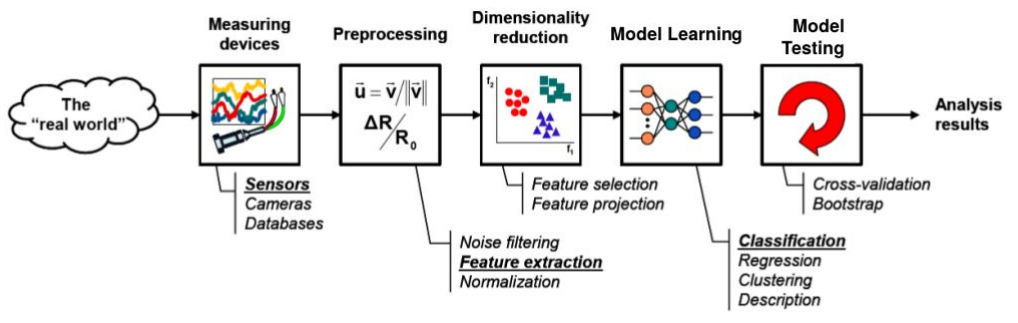 Measuring
devices
Preprocessing
Dimensionality
reduction
Model Learning
Model
Testing
The
“real world”
u⃗ = v⃗/‖v⃗‖
ΔR/R₀
f₂
f₁
Analysis
results
Sensors
Cameras
Databases
Noise filtering
Feature extraction
Normalization
Feature selection
Feature projection
Classification
Regression
Clustering
Description
Cross-validation
Bootstrap